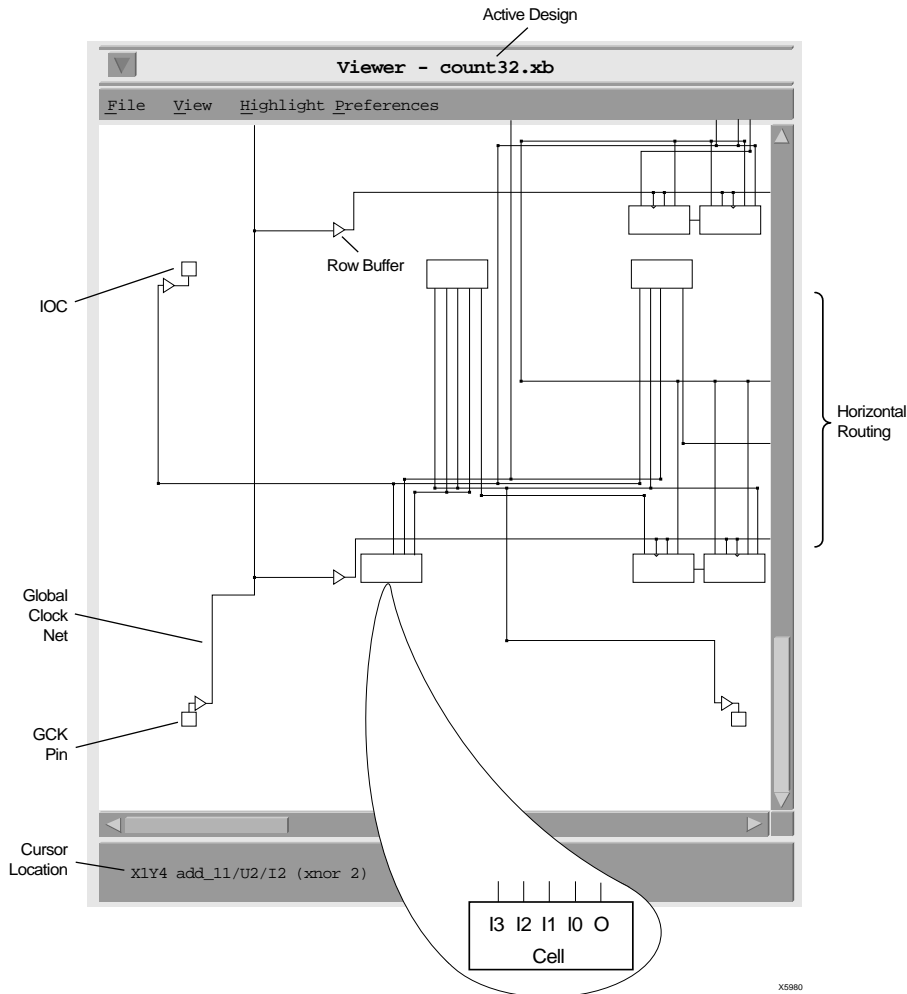 Active Design
Viewer - count32.xb
File View Highlight Preferences
Row Buffer
IOC
Horizontal
Routing
Global
Clock
Net
GCK
Pin
Cursor
Location
X1Y4 add_11/U2/I2 (xnor 2)
I3 I2 I1 I0 O
Cell
X5980